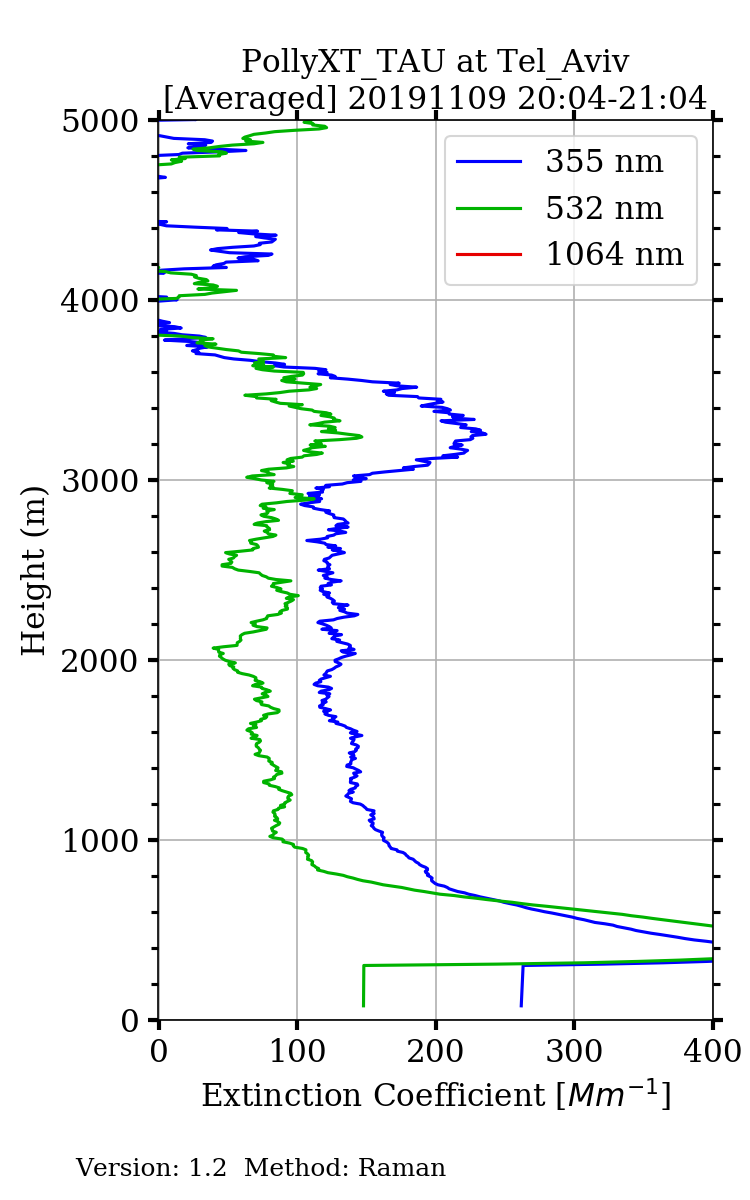 PollyXT_TAU at Tel_Aviv
[Averaged] 20191109 20:04-21:04
5000
355 nm
532 nm
1064 nm
4000
3000
Height (m)
2000
1000
0
0 100 200 300 400
Extinction Coefficient [Mm⁻¹]
Version: 1.2 Method: Raman